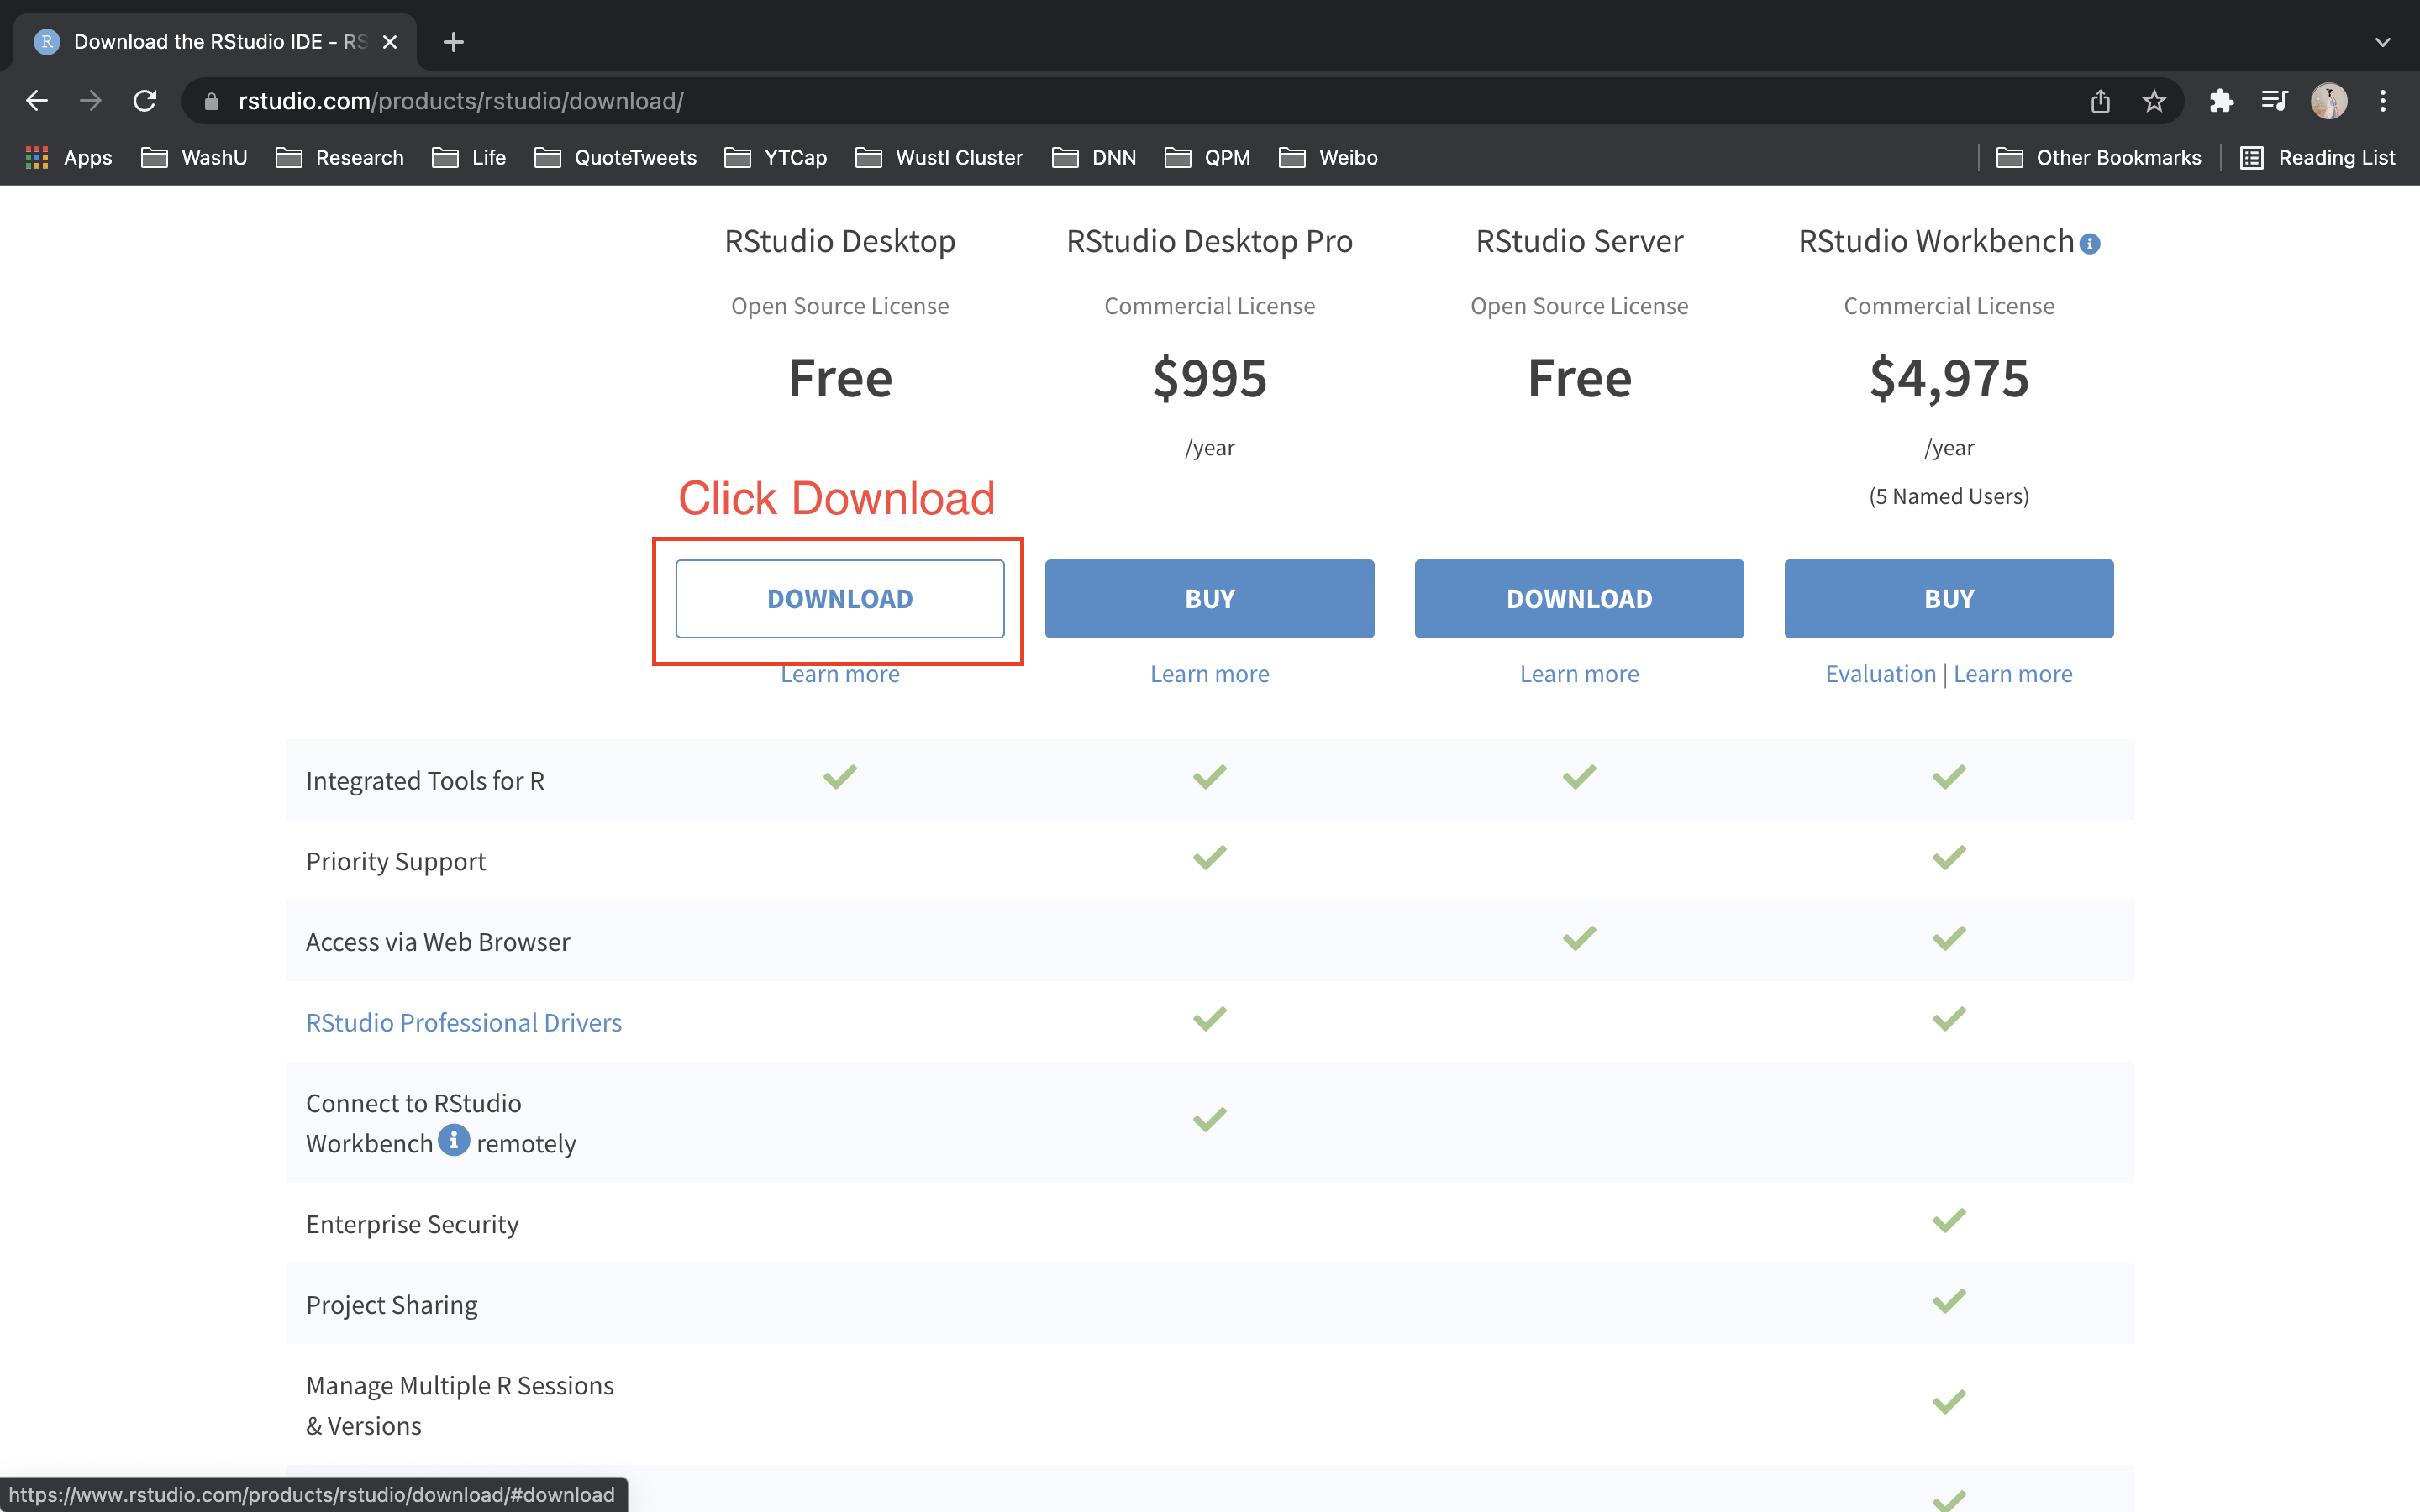 Download the RStudio IDE - RS
rstudio.com/products/rstudio/download/
Apps WashU Research Life QuoteTweets YTCap Wustl Cluster DNN QPM Weibo Other Bookmarks Reading List
RStudio Desktop RStudio Desktop Pro RStudio Server RStudio Workbench
Open Source License Commercial License Open Source License Commercial License
Free $995 Free $4,975
/year /year
Click Download (5 Named Users)
DOWNLOAD BUY DOWNLOAD BUY
Learn more Learn more Learn more Evaluation | Learn more
Integrated Tools for R
Priority Support
Access via Web Browser
RStudio Professional Drivers
Connect to RStudio
Workbench remotely
Enterprise Security
Project Sharing
Manage Multiple R Sessions
& Versions
https://www.rstudio.com/products/rstudio/download/#download